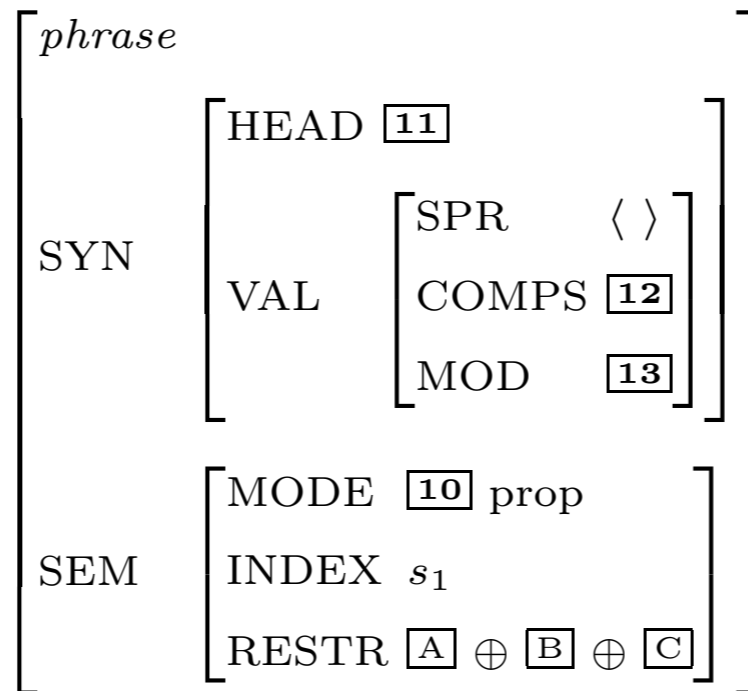 phrase
HEAD 11
SPR ⟨ ⟩
SYN
VAL COMPS 12
MOD 13
MODE 10 prop
SEM INDEX s₁
RESTR A ⊕ B ⊕ C